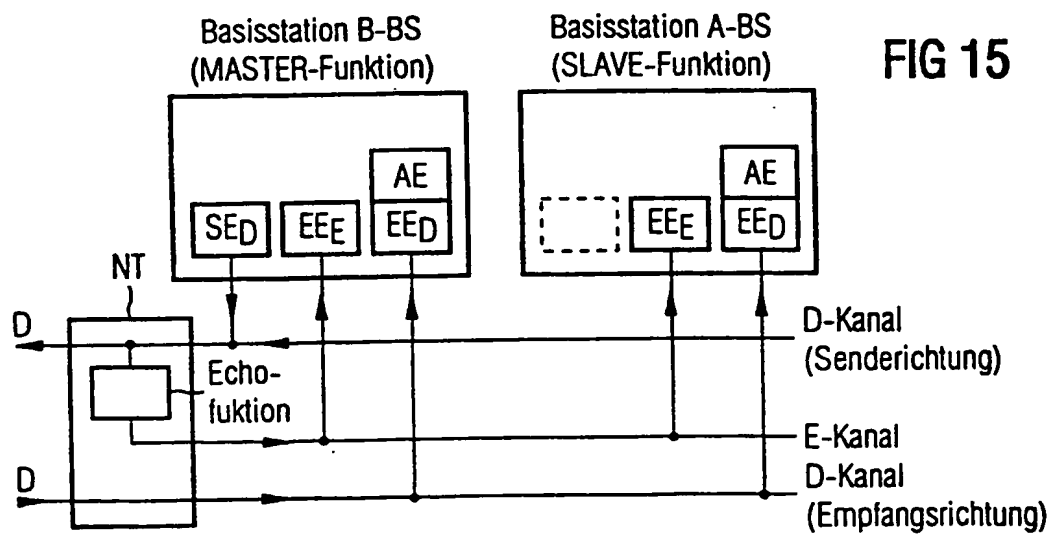 Basisstation B-BS
(MASTER-Funktion)
Basisstation A-BS
(SLAVE-Funktion)
FIG 15
AE
SED
EEE
EED
AE
EEE
EED
NT
D
D-Kanal
(Senderichtung)
Echo-
fuktion
E-Kanal
D
D-Kanal
(Empfangsrichtung)